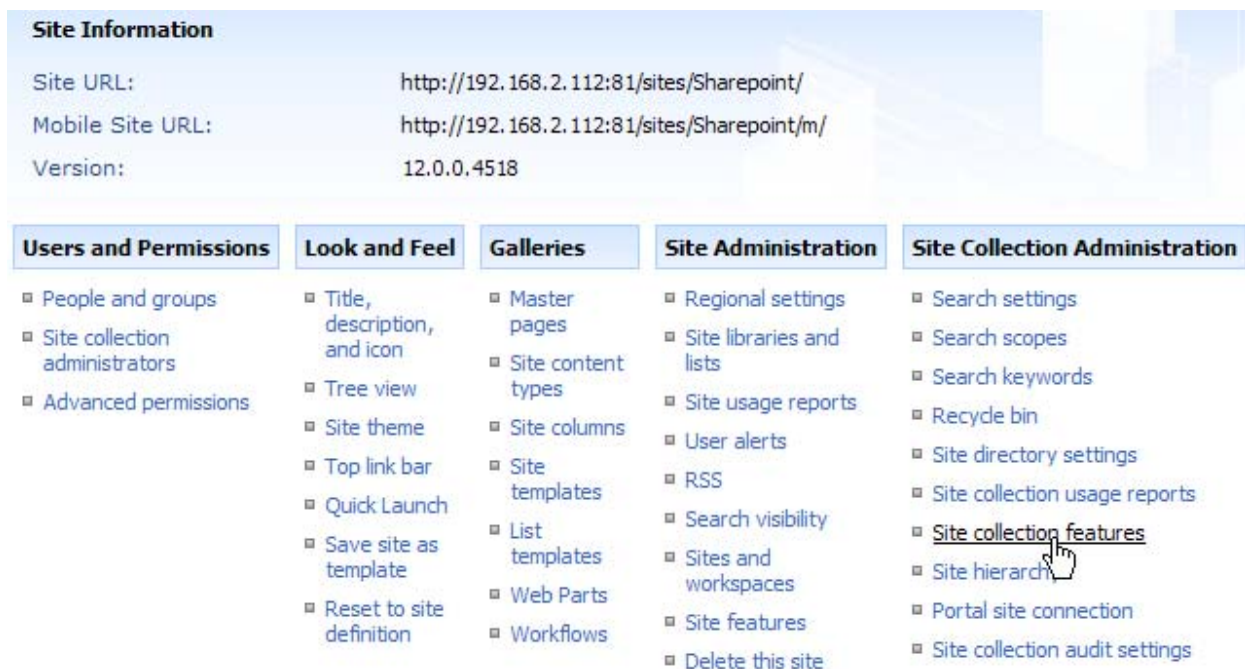 Site Information
Site URL: http://192.168.2.112:81/sites/Sharepoint/
Mobile Site URL: http://192.168.2.112:81/sites/Sharepoint/m/
Version: 12.0.0.4518
Users and Permissions
People and groups
Site collection
administrators
Advanced permissions
Look and Feel
Title,
description,
and icon
Tree view
Site theme
Top link bar
Quick Launch
Save site as
template
Reset to site
definition
Galleries
Master
pages
Site content
types
Site columns
Site
templates
List
templates
Web Parts
Workflows
Site Administration
Regional settings
Site libraries and
lists
Site usage reports
User alerts
RSS
Search visibility
Sites and
workspaces
Site features
Delete this site
Site Collection Administration
Search settings
Search scopes
Search keywords
Recycle bin
Site directory settings
Site collection usage reports
Site collection features
Site hierarchy
Portal site connection
Site collection audit settings